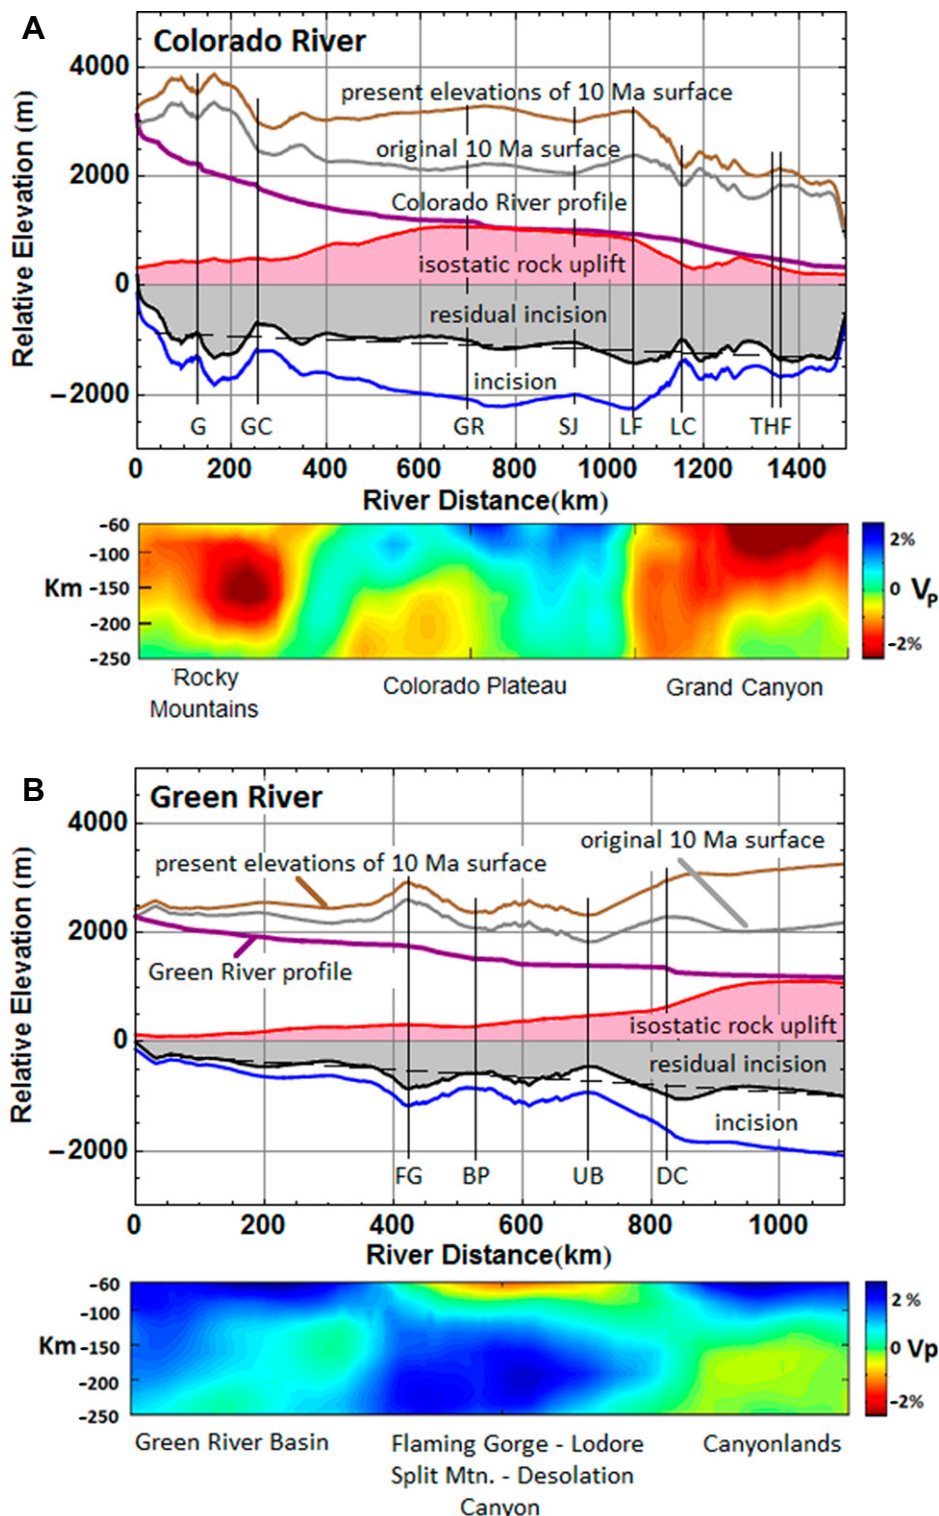 A
Colorado River
Relative Elevation (m)
4000
2000
0
−2000
present elevations of 10 Ma surface
original 10 Ma surface
Colorado River profile
isostatic rock uplift
residual incision
incision
G GC GR SJ LF LC THF
0 200 400 600 800 1000 1200 1400
River Distance(km)
Km
-60
-100
-150
-200
-250
2%
0
-2%
Vp
Rocky
Mountains
Colorado Plateau
Grand Canyon
B
Green River
Relative Elevation (m)
4000
2000
0
−2000
original 10 Ma surface
present elevations of 10 Ma surface
Green River profile
isostatic rock uplift
residual incision
incision
FG BP UB DC
0 200 400 600 800 1000
River Distance(km)
Km
-60
-100
-150
-200
-250
2 %
0
-2%
Vp
Green River Basin
Flaming Gorge - Lodore
Split Mtn. - Desolation
Canyon
Canyonlands